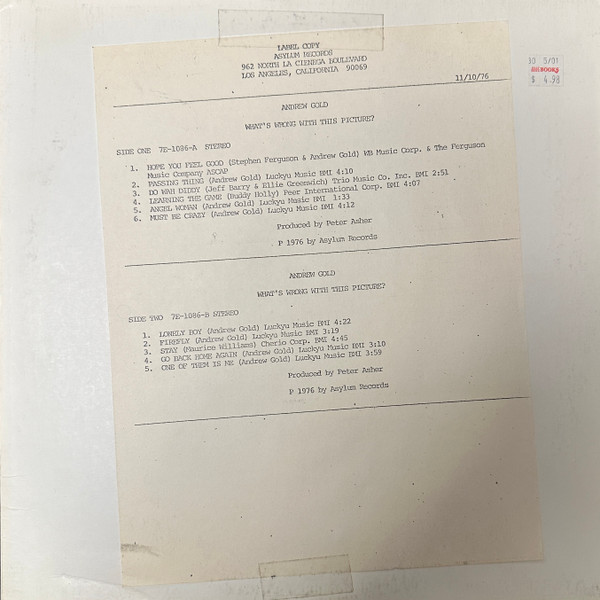 LABEL COPY
ASYLUM RECORDS
962 NORTH LA CIENEGA BOULEVARD
LOS ANGELES, CALIFORNIA 90069
11/10/76
30 5/01
BOOKS
$ 4.98
ANDREW GOLD
WHAT'S WRONG WITH THIS PICTURE?
SIDE ONE 7E-1086-A STEREO
1. HOPE YOU FEEL GOOD (Stephen Ferguson & Andrew Gold) WB Music Corp. & The Ferguson
Music Company ASCAP
2. PASSING THING (Andrew Gold) Luckyu Music BMI 4:10
3. DO WAH DIDDY (Jeff Barry & Ellie Greenwich) Trio Music Co. Inc. BMI 2:51
4. LEARNING THE GAME (Buddy Holly) Peer International Corp. BMI 4:07
5. ANGEL WOMAN (Andrew Gold) Luckyu Music BMI 1:33
6. MUST BE CRAZY (Andrew Gold) Luckyu Music BMI 4:12
Produced by Peter Asher
P 1976 by Asylum Records
ANDREW GOLD
WHAT'S WRONG WITH THIS PICTURE?
SIDE TWO 7E-1086-B STEREO
1. LONELY BOY (Andrew Gold) Luckyu Music BMI 4:22
2. FIREFLY (Andrew Gold) Luckyu Music BMI 3:19
3. STAY (Maurice Williams) Cherio Corp. BMI 4:45
4. GO BACK HOME AGAIN (Andrew Gold) Luckyu Music BMI 3:10
5. ONE OF THEM IS ME (Andrew Gold) Luckyu Music BMI 3:59
Produced by Peter Asher
P 1976 by Asylum Records